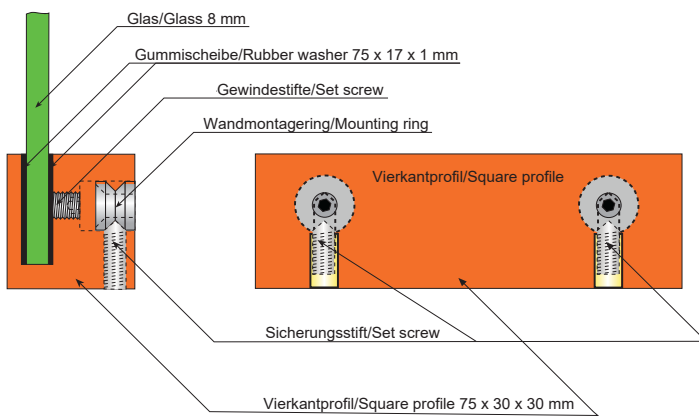 Glas/Glass 8 mm
Gummischeibe/Rubber washer 75 x 17 x 1 mm
Gewindestifte/Set screw
Wandmontagering/Mounting ring
Vierkantprofil/Square profile
Sicherungsstift/Set screw
Vierkantprofil/Square profile 75 x 30 x 30 mm